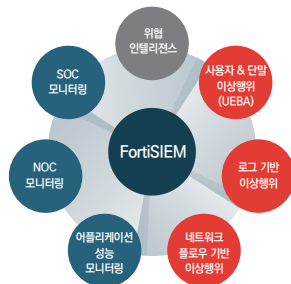 위협
인텔리젼스
SOC
모니터링
사용자 & 단말
이상행위
(UEBA)
FortiSIEM
NOC
모니터링
로그 기반
이상행위
어플리케이션
성능
모니터링
네트워크
플로우 기반
이상행위